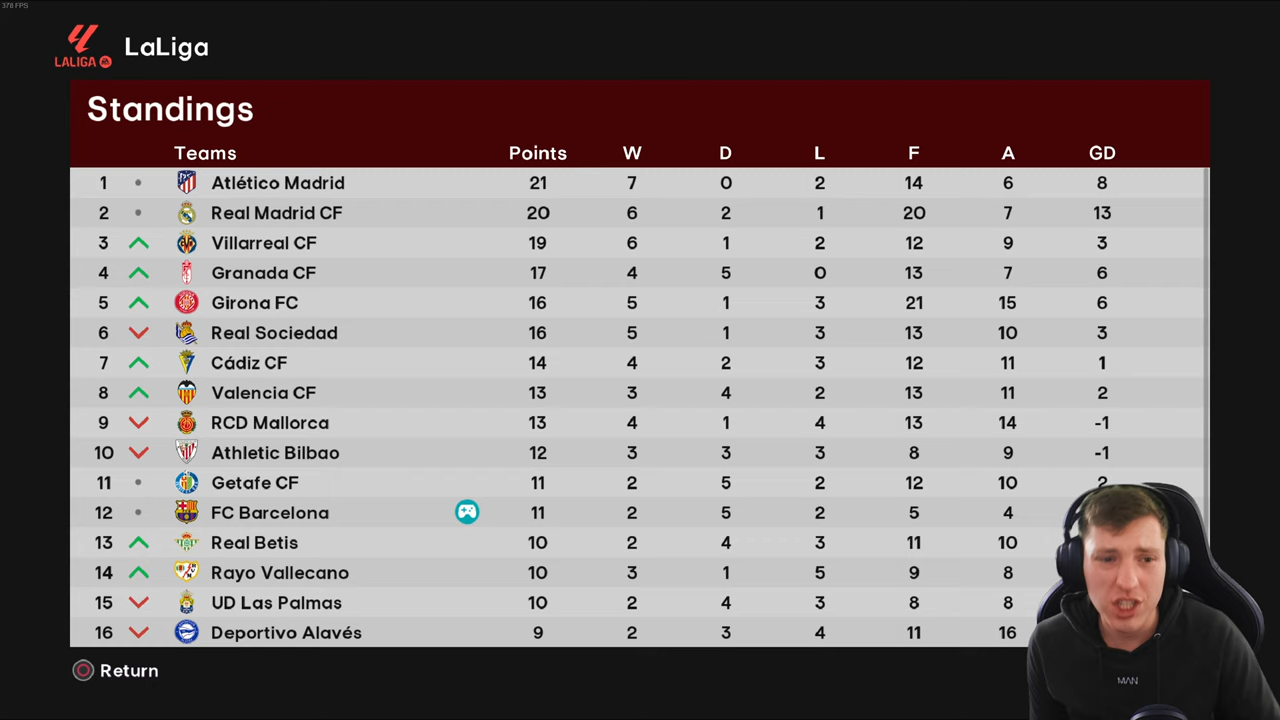 378 FPS
LALIGA EA LaLiga
Standings
Teams Points W D L F A GD
1 Atlético Madrid 21 7 0 2 14 6 8
2 Real Madrid CF 20 6 2 1 20 7 13
3 Villarreal CF 19 6 1 2 12 9 3
4 Granada CF 17 4 5 0 13 7 6
5 Girona FC 16 5 1 3 21 15 6
6 Real Sociedad 16 5 1 3 13 10 3
7 Cádiz CF 14 4 2 3 12 11 1
8 Valencia CF 13 3 4 2 13 11 2
9 RCD Mallorca 13 4 1 4 13 14 -1
10 Athletic Bilbao 12 3 3 3 8 9 -1
11 Getafe CF 11 2 5 2 12 10 2
12 FC Barcelona 11 2 5 2 5 4
13 Real Betis 10 2 4 3 11 10
14 Rayo Vallecano 10 3 1 5 9 8
15 UD Las Palmas 10 2 4 3 8 8
16 Deportivo Alavés 9 2 3 4 11 16
Return
MAN